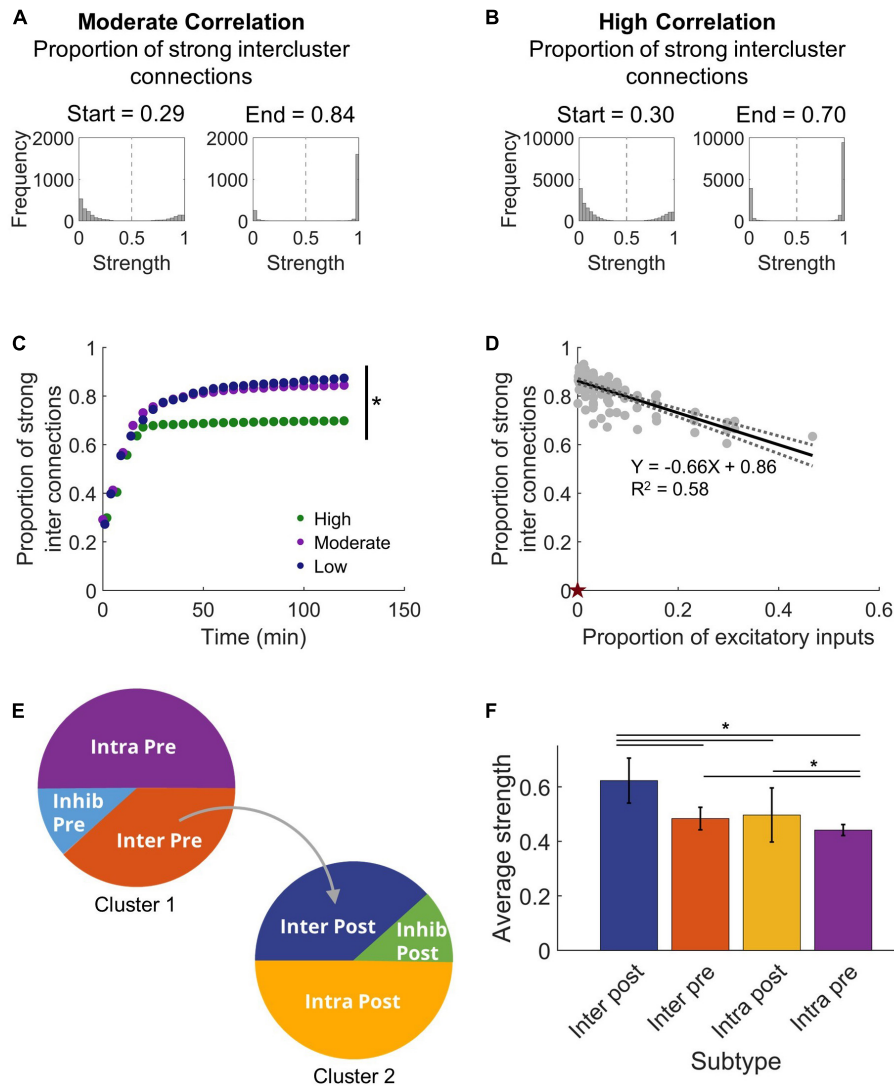 A
Moderate Correlation
Proportion of strong intercluster
connections
Start = 0.29
End = 0.84
Frequency
2000
1000
0
0
0.5
1
Strength
2000
1000
0
0
0.5
1
Strength
B
High Correlation
Proportion of strong intercluster
connections
Start = 0.30
End = 0.70
Frequency
10000
5000
0
0
0.5
1
Strength
10000
5000
0
0
0.5
1
Strength
C
Proportion of strong
inter connections
1
0.8
0.6
0.4
0.2
0
0
50
100
150
Time (min)
High
Moderate
Low
*
D
Proportion of strong
inter connections
1
0.8
0.6
0.4
0.2
0
0
0.2
0.4
0.6
Proportion of excitatory inputs
Y = -0.66X + 0.86
R² = 0.58
E
Intra Pre
Inhib
Pre
Inter Pre
Cluster 1
Inter Post
Inhib
Post
Intra Post
Cluster 2
F
Average strength
0.6
0.4
0.2
0
*
*
Inter post
Inter pre
Intra post
Intra pre
Subtype